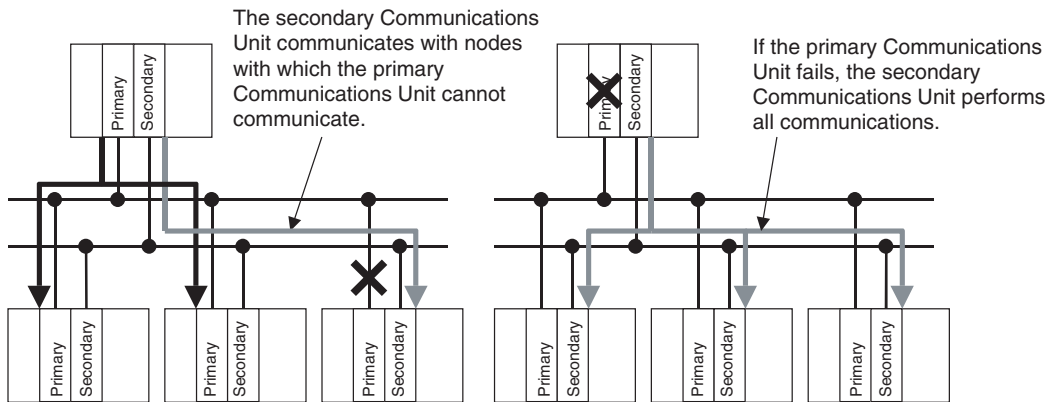 The secondary Communications
Unit communicates with nodes
with which the primary
Communications Unit cannot
communicate.
Primary
Secondary
If the primary Communications
Unit fails, the secondary
Communications Unit performs
all communications.
Primary
Secondary
Primary
Secondary
Primary
Secondary
Primary
Secondary
Primary
Secondary
Primary
Secondary
Primary
Secondary